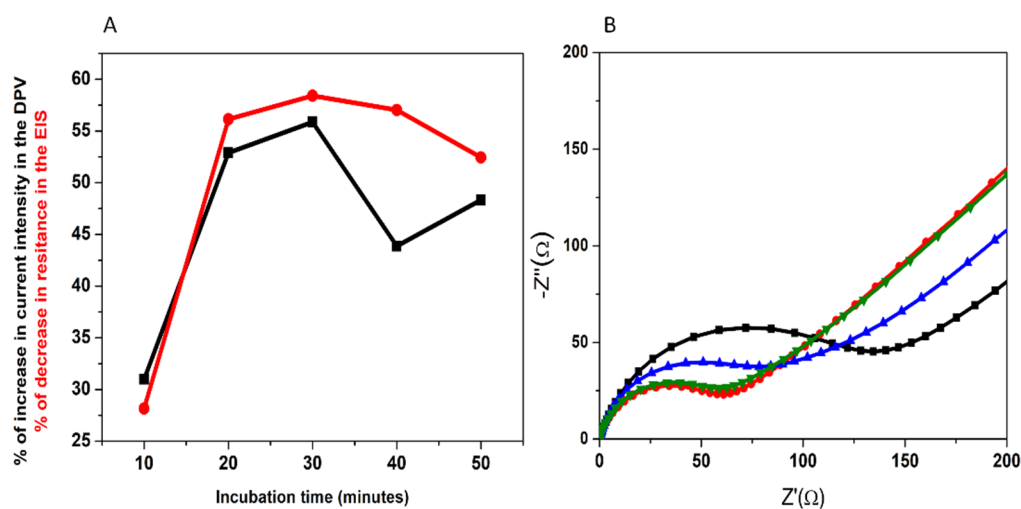 A
% of increase in current intensity in the DPV
% of decrease in resitance in the EIS
60
55
50
45
40
35
30
25
10 20 30 40 50
Incubation time (minutes)
B
-Z"(Ω)
200
150
100
50
0
0 50 100 150 200
Z'(Ω)